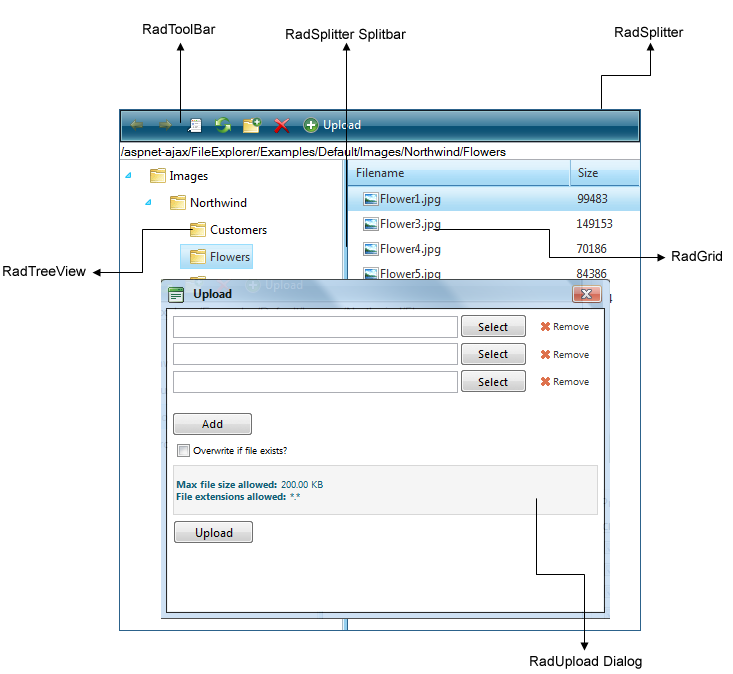 RadToolBar
RadSplitter Splitbar
RadSplitter
Upload
/aspnet-ajax/FileExplorer/Examples/Default/Images/Northwind/Flowers
Images
Northwind
Customers
Flowers
Filename Size
Flower1.jpg 99483
Flower3.jpg 149153
Flower4.jpg 70186
Flower5.jpg 84386
4
RadTreeView
RadGrid
Upload
Upload
Select Remove
Select Remove
Select Remove
Add
Overwrite if file exists?
Max file size allowed: 200.00 KB
File extensions allowed: *.*
Upload
RadUpload Dialog